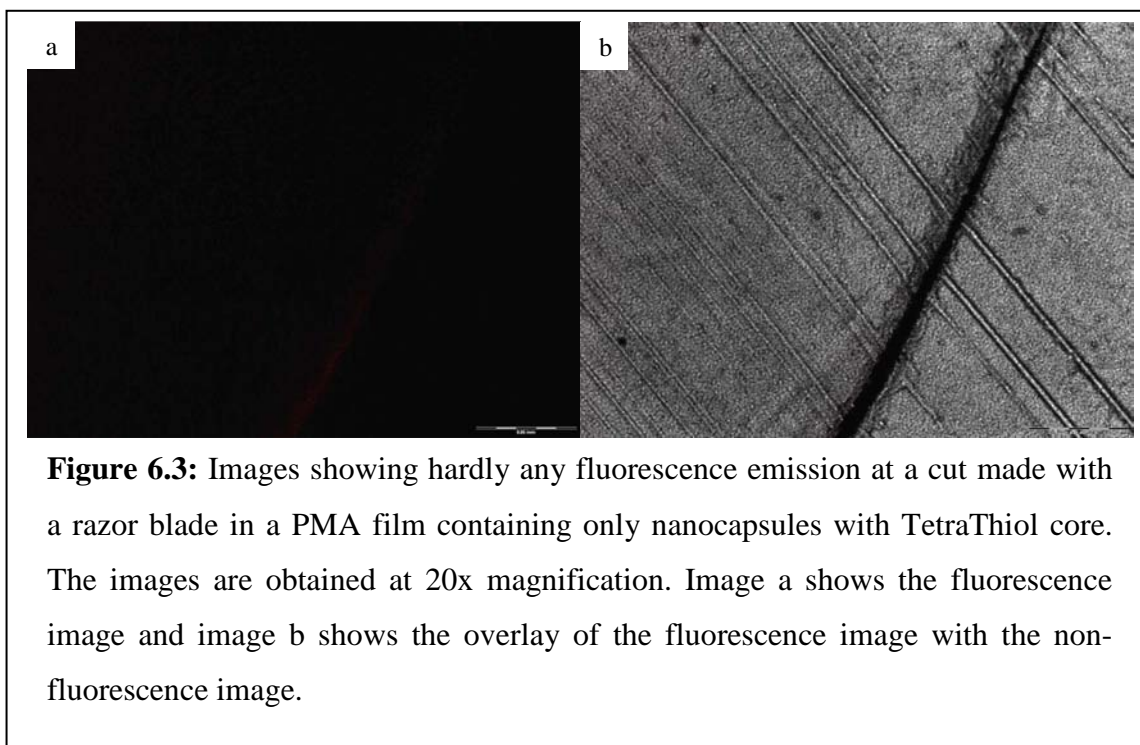 a
b
Figure 6.3: Images showing hardly any fluorescence emission at a cut made with
a razor blade in a PMA film containing only nanocapsules with TetraThiol core.
The images are obtained at 20x magnification. Image a shows the fluorescence
image and image b shows the overlay of the fluorescence image with the non-
fluorescence image.